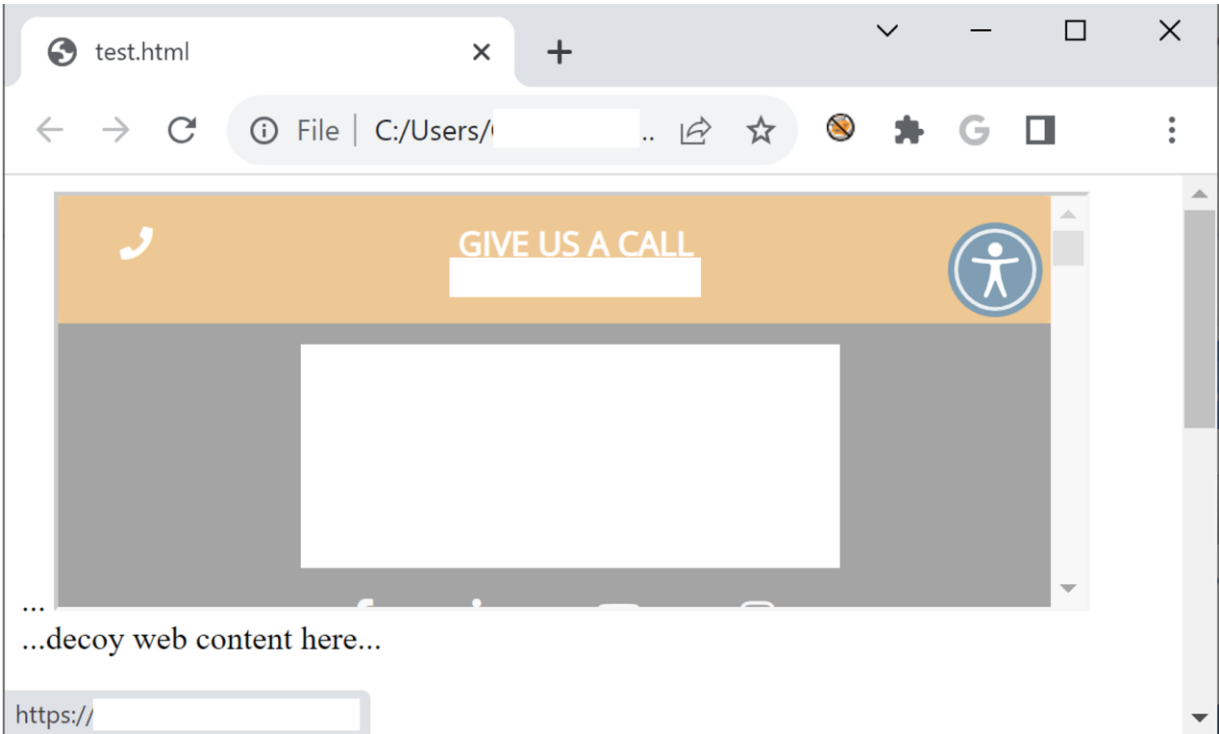 test.html
File
C:/Users/
..
GIVE US A CALL
...
...decoy web content here...
https://